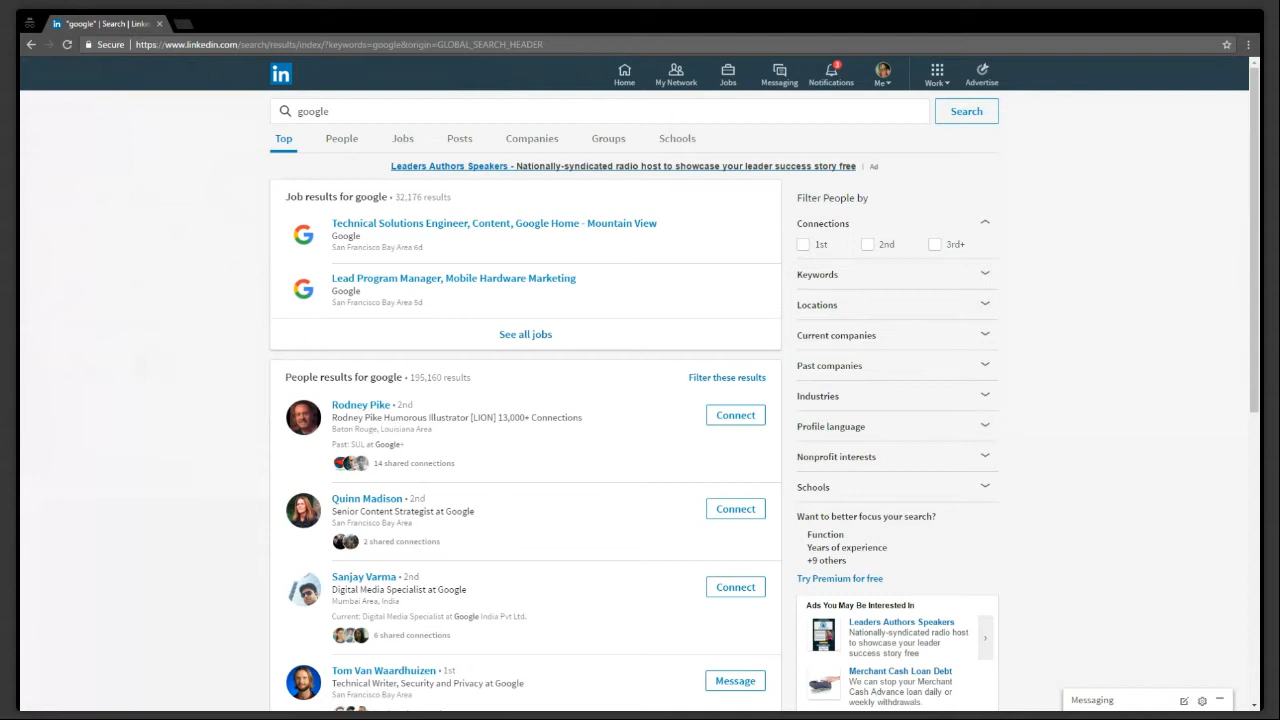 "google" | Search | Linke
Secure | https://www.linkedin.com/search/results/index/?keywords=google&origin=GLOBAL_SEARCH_HEADER
in
Home
My Network
Jobs
Messaging
3
Notifications
Me
Work
Advertise
google
Search
Top
People
Jobs
Posts
Companies
Groups
Schools
Leaders Authors Speakers - Nationally-syndicated radio host to showcase your leader success story free | Ad
Job results for google • 32,176 results
Technical Solutions Engineer, Content, Google Home - Mountain View
Google
San Francisco Bay Area 6d
Lead Program Manager, Mobile Hardware Marketing
Google
San Francisco Bay Area 5d
See all jobs
People results for google • 195,160 results
Filter these results
Rodney Pike • 2nd
Rodney Pike Humorous Illustrator [LION] 13,000+ Connections
Baton Rouge, Louisiana Area
Past: SUL at Google+
14 shared connections
Connect
Quinn Madison • 2nd
Senior Content Strategist at Google
San Francisco Bay Area
2 shared connections
Connect
Sanjay Varma • 2nd
Digital Media Specialist at Google
Mumbai Area, India
Current: Digital Media Specialist at Google India Pvt Ltd.
6 shared connections
Connect
Tom Van Waardhuizen • 1st
Technical Writer, Security and Privacy at Google
San Francisco Bay Area
Message
Filter People by
Connections
1st
2nd
3rd+
Keywords
Locations
Current companies
Past companies
Industries
Profile language
Nonprofit interests
Schools
Want to better focus your search?
Function
Years of experience
+9 others
Try Premium for free
Ads You May Be Interested In
Leaders Authors Speakers
Nationally-syndicated radio host
to showcase your leader
success story free
Merchant Cash Loan Debt
We can stop your Merchant
Cash Advance loan daily or
weekly withdrawals.
Messaging